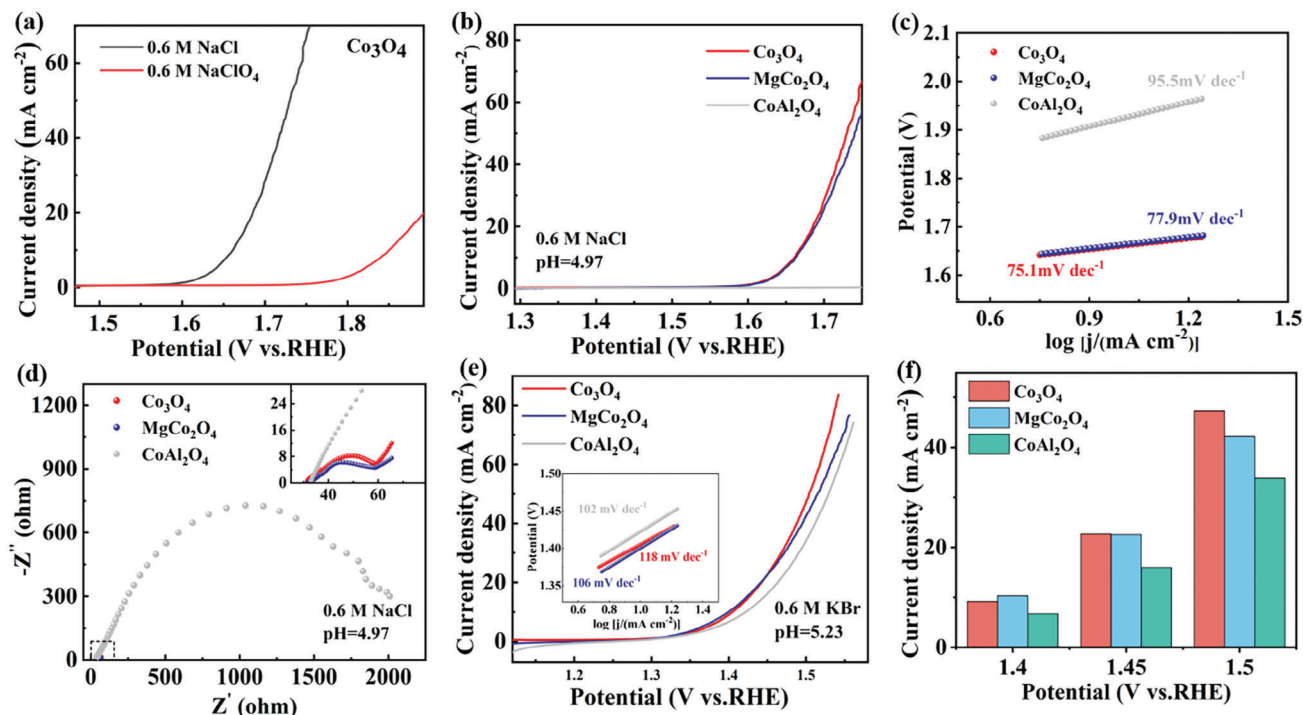 (a)
Current density (mA cm⁻²)
60
40
20
0
0.6 M NaCl
0.6 M NaClO₄
Co₃O₄
1.5
1.6
1.7
1.8
Potential (V vs.RHE)
(b)
Current density (mA cm⁻²)
80
60
40
20
0
Co₃O₄
MgCo₂O₄
CoAl₂O₄
0.6 M NaCl
pH=4.97
1.3
1.4
1.5
1.6
1.7
Potential (V vs.RHE)
(c)
Potential (V)
2.1
2.0
1.9
1.8
1.7
1.6
Co₃O₄
MgCo₂O₄
CoAl₂O₄
95.5mV dec⁻¹
77.9mV dec⁻¹
75.1mV dec⁻¹
0.6
0.9
1.2
1.5
log [j/(mA cm⁻²)]
(d)
-Z'' (ohm)
1200
900
600
300
0
Co₃O₄
MgCo₂O₄
CoAl₂O₄
24
16
8
0
40
60
80
0.6 M NaCl
pH=4.97
0
500
1000
1500
2000
Z' (ohm)
(e)
Current density (mA cm⁻²)
80
60
40
20
0
Co₃O₄
MgCo₂O₄
CoAl₂O₄
Potential (V)
1.50
1.45
1.40
1.35
102 mV dec⁻¹
118 mV dec⁻¹
106 mV dec⁻¹
0.6
0.8
1.0
1.2
1.4
log [j/(mA cm⁻²)]
0.6 M KBr
pH=5.23
1.2
1.3
1.4
1.5
Potential (V vs.RHE)
(f)
Current density (mA cm⁻²)
40
20
0
Co₃O₄
MgCo₂O₄
CoAl₂O₄
1.4
1.45
1.5
Potential (V vs.RHE)